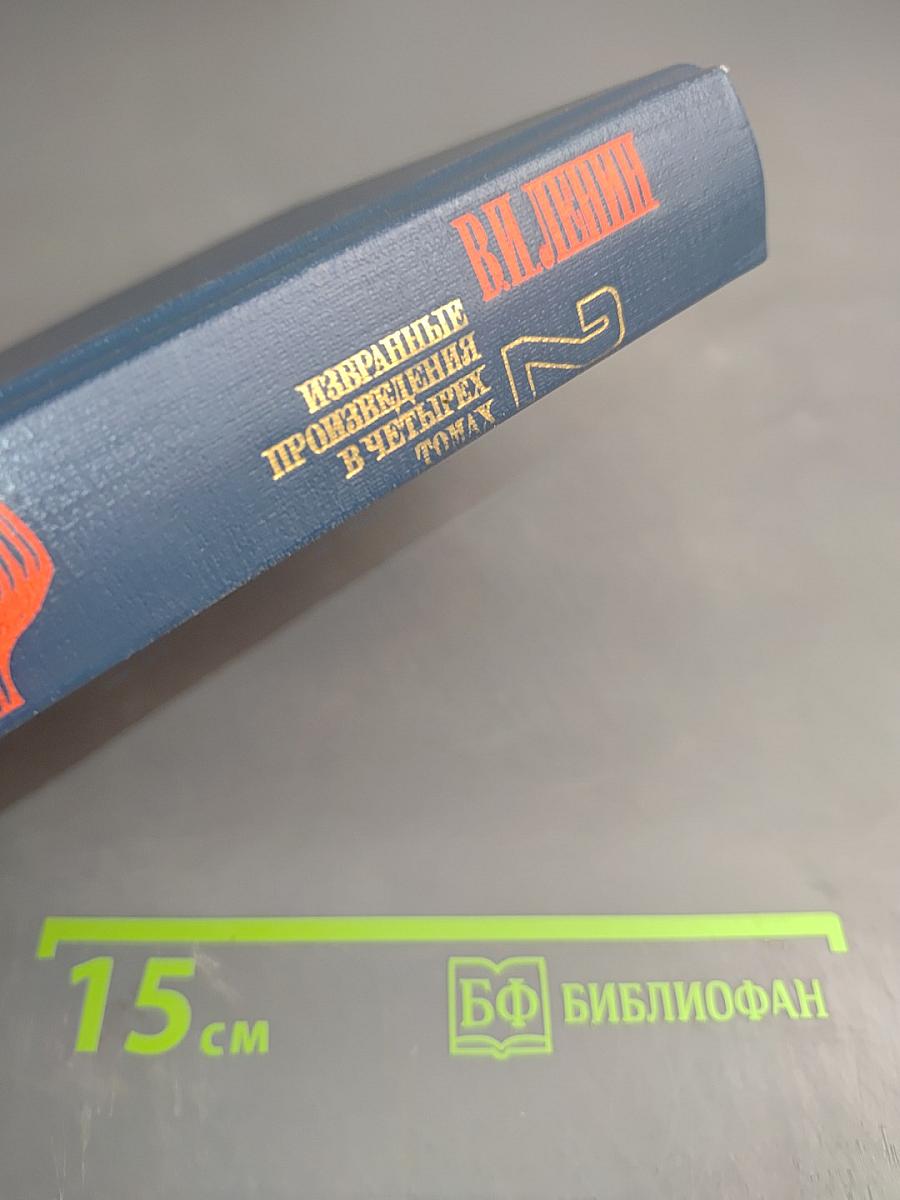 В.И.ЛЕНИН
ИЗБРАННЫЕ
ПРОИЗВЕДЕНИЯ
В ЧЕТЫРЕХ
ТОМАХ
2
15 см
БФ БИБЛИОФАН